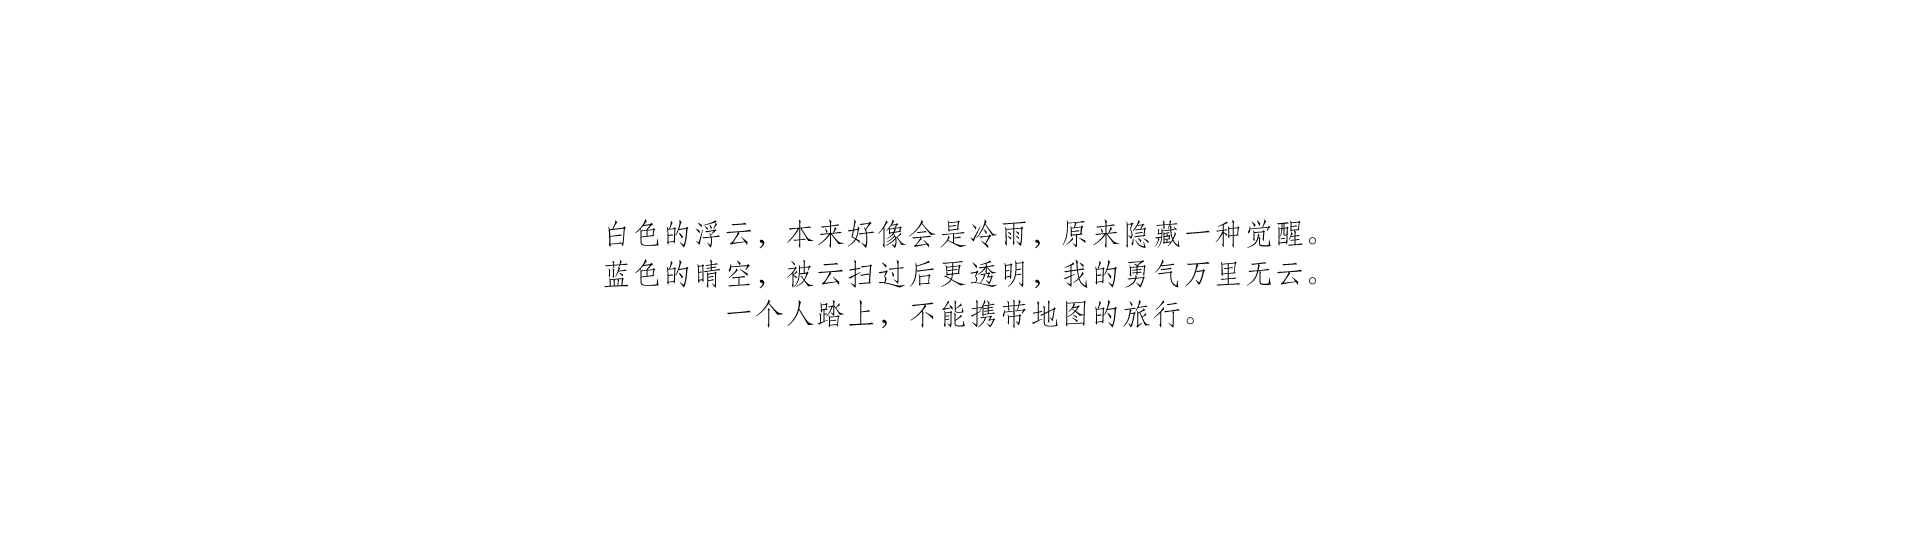 白色的浮云，本来好像会是冷雨，原来隐藏一种觉醒。
蓝色的晴空，被云扫过后更透明，我的勇气万里无云。
一个人踏上，不能携带地图的旅行。